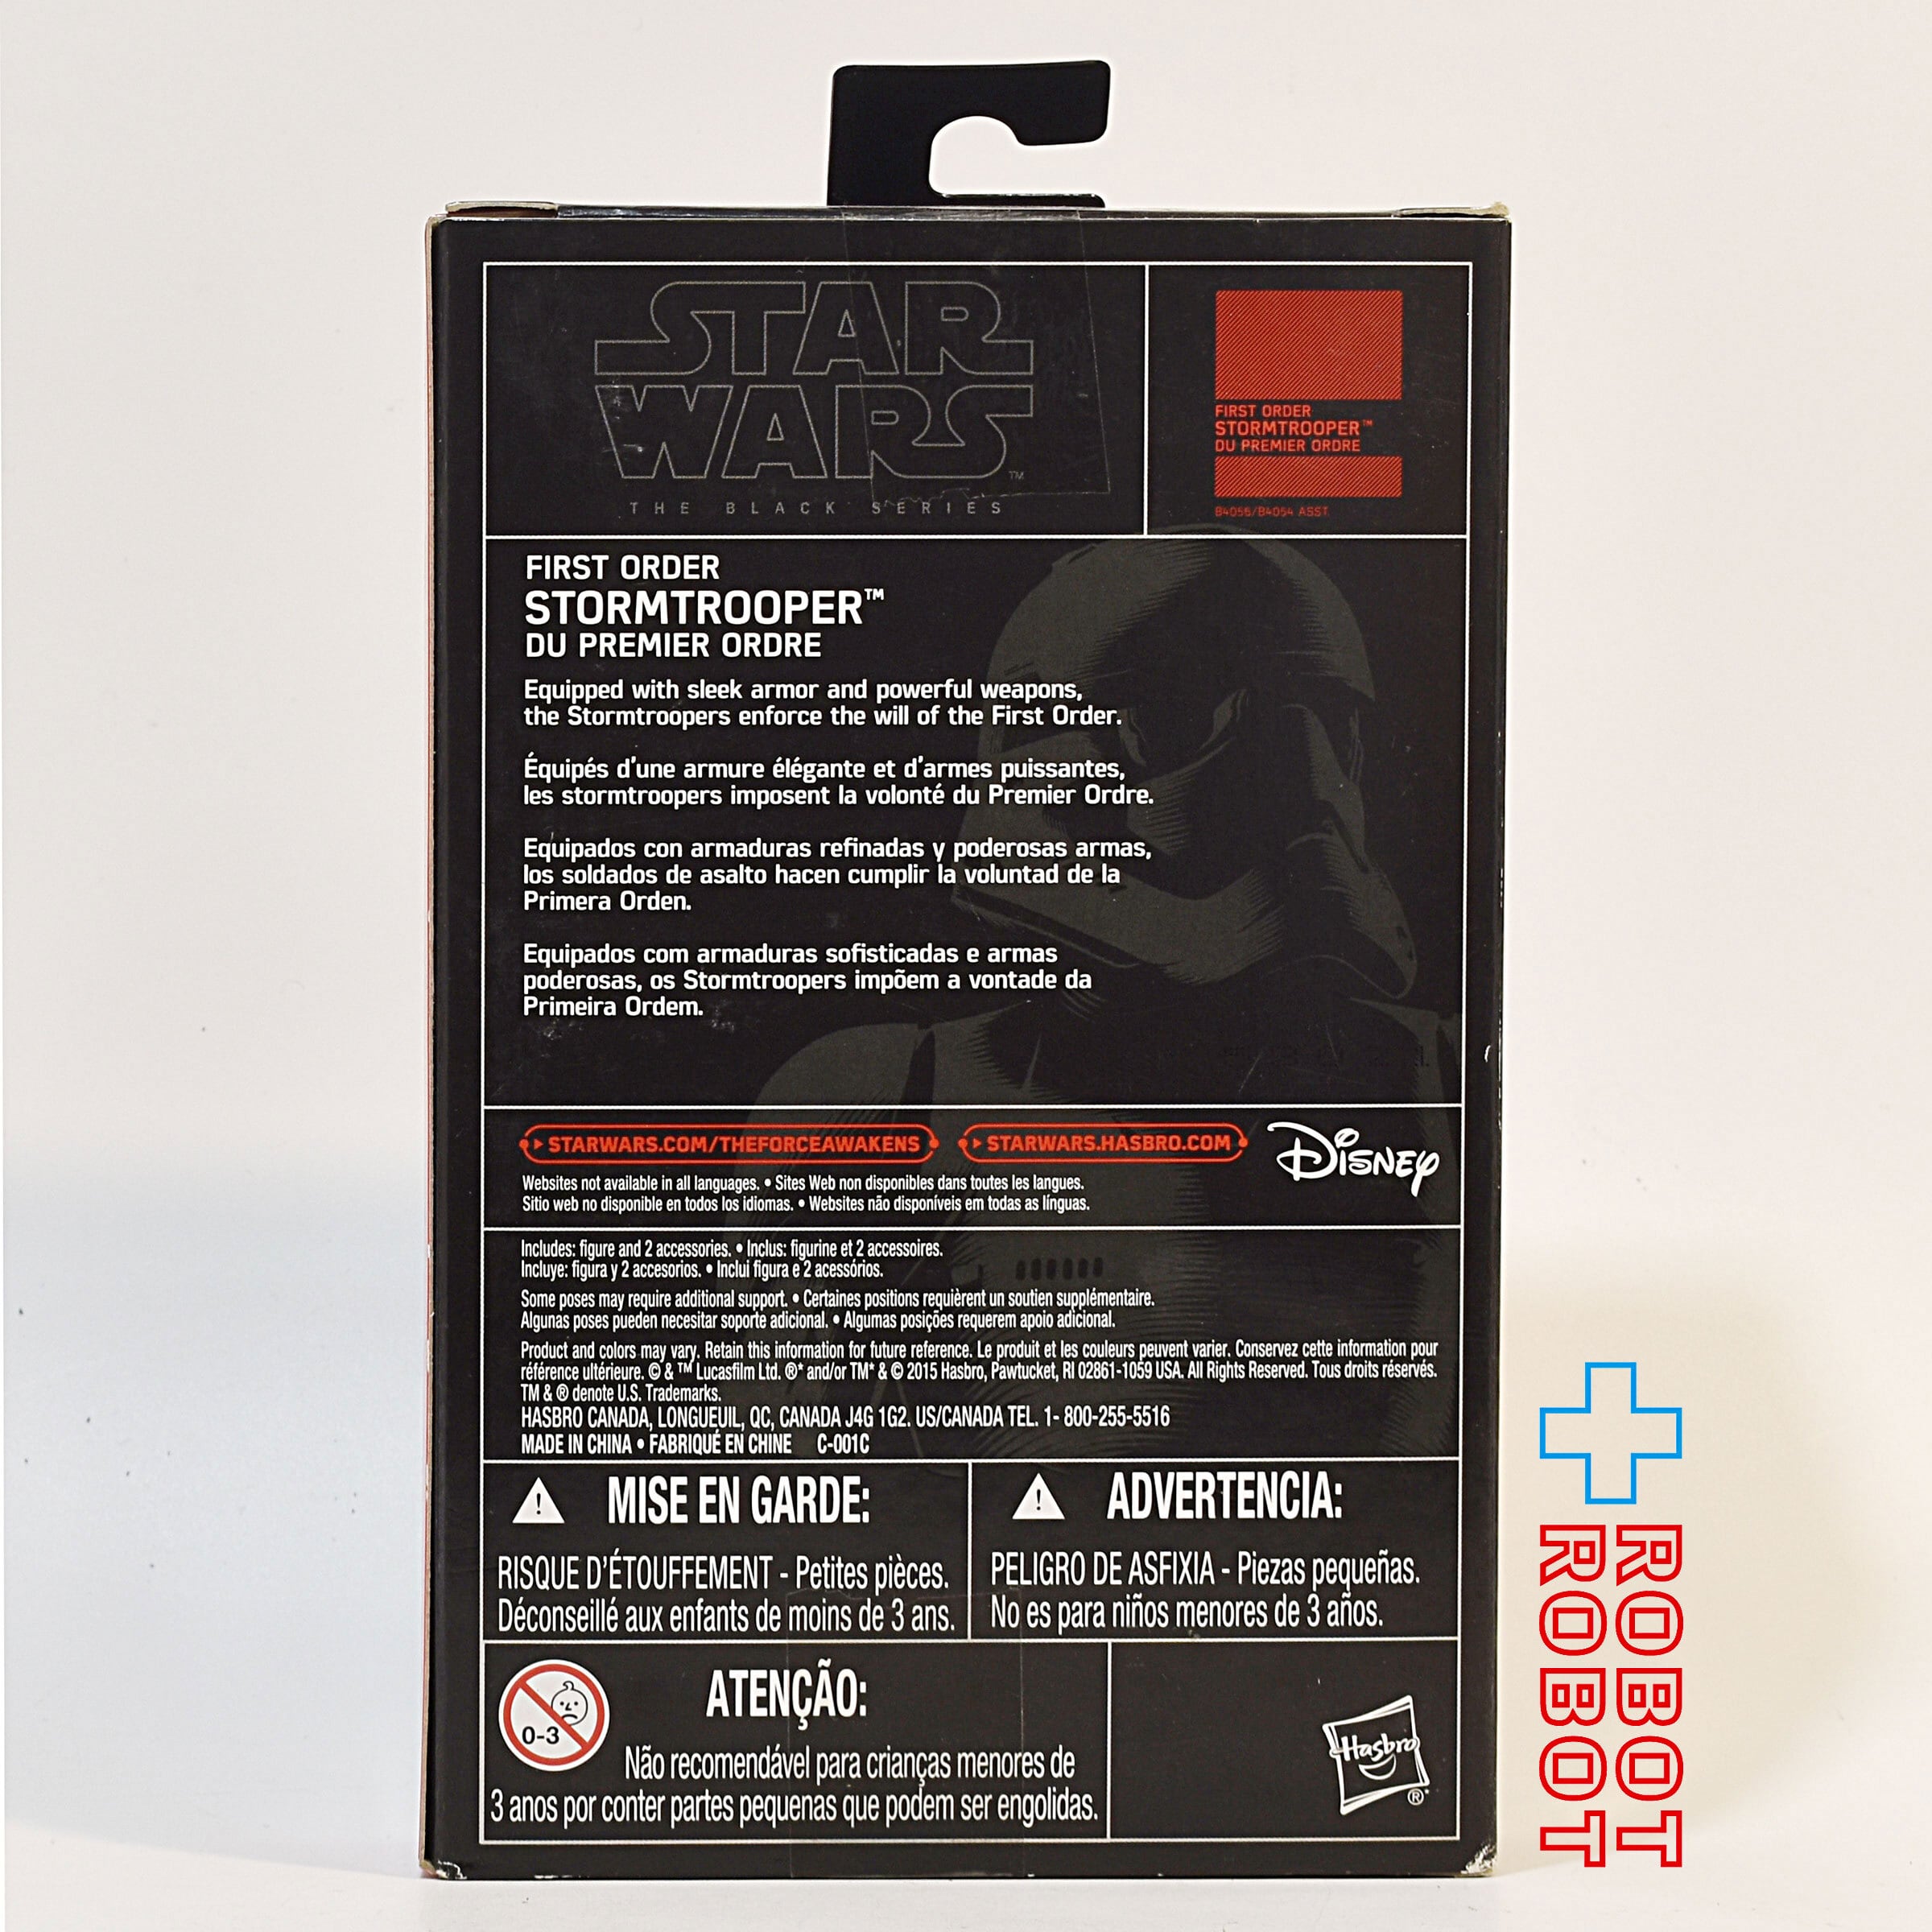 STAR
WARS
TM
THE BLACK SERIES
FIRST ORDER
STORMTROOPER™
DU PREMIER ORDRE
B4056/B4054 ASST.
FIRST ORDER
STORMTROOPER™
DU PREMIER ORDRE
Equipped with sleek armor and powerful weapons,
the Stormtroopers enforce the will of the First Order.
Équipés d'une armure élégante et d'armes puissantes,
les stormtroopers imposent la volonté du Premier Ordre.
Equipados con armaduras refinadas y poderosas armas,
los soldados de asalto hacen cumplir la voluntad de la
Primera Orden.
Equipados com armaduras sofisticadas e armas
poderosas, os Stormtroopers impõem a vontade da
Primeira Ordem.
STARWARS.COM/THEFORCEAWAKENS
STARWARS.HASBRO.COM
Disney
Websites not available in all languages. • Sites Web non disponibles dans toutes les langues.
Sitio web no disponible en todos los idiomas. • Websites não disponíveis em todas as línguas.
Includes: figure and 2 accessories. • Inclus: figurine et 2 accessoires.
Incluye: figura y 2 accesorios. • Inclui figura e 2 acessórios.
Some poses may require additional support. • Certaines positions requièrent un soutien supplémentaire.
Algunas poses pueden necesitar soporte adicional. • Algumas posições requerem apoio adicional.
Product and colors may vary. Retain this information for future reference. Le produit et les couleurs peuvent varier. Conservez cette information pour
référence ultérieure. © & ™ Lucasfilm Ltd. ®* and/or TM* & © 2015 Hasbro, Pawtucket, RI 02861-1059 USA. All Rights Reserved. Tous droits réservés.
TM & ® denote U.S. Trademarks.
HASBRO CANADA, LONGUEUIL, QC, CANADA J4G 1G2. US/CANADA TEL. 1- 800-255-5516
MADE IN CHINA • FABRIQUÉ EN CHINE C-001C
MISE EN GARDE:
RISQUE D'ÉTOUFFEMENT - Petites pièces.
Déconseillé aux enfants de moins de 3 ans.
ADVERTENCIA:
PELIGRO DE ASFIXIA - Piezas pequeñas.
No es para niños menores de 3 años.
0-3
ATENÇÃO:
Não recomendável para crianças menores de
3 anos por conter partes pequenas que podem ser engolidas.
Hasbro
®*
ROBOT
ROBOT